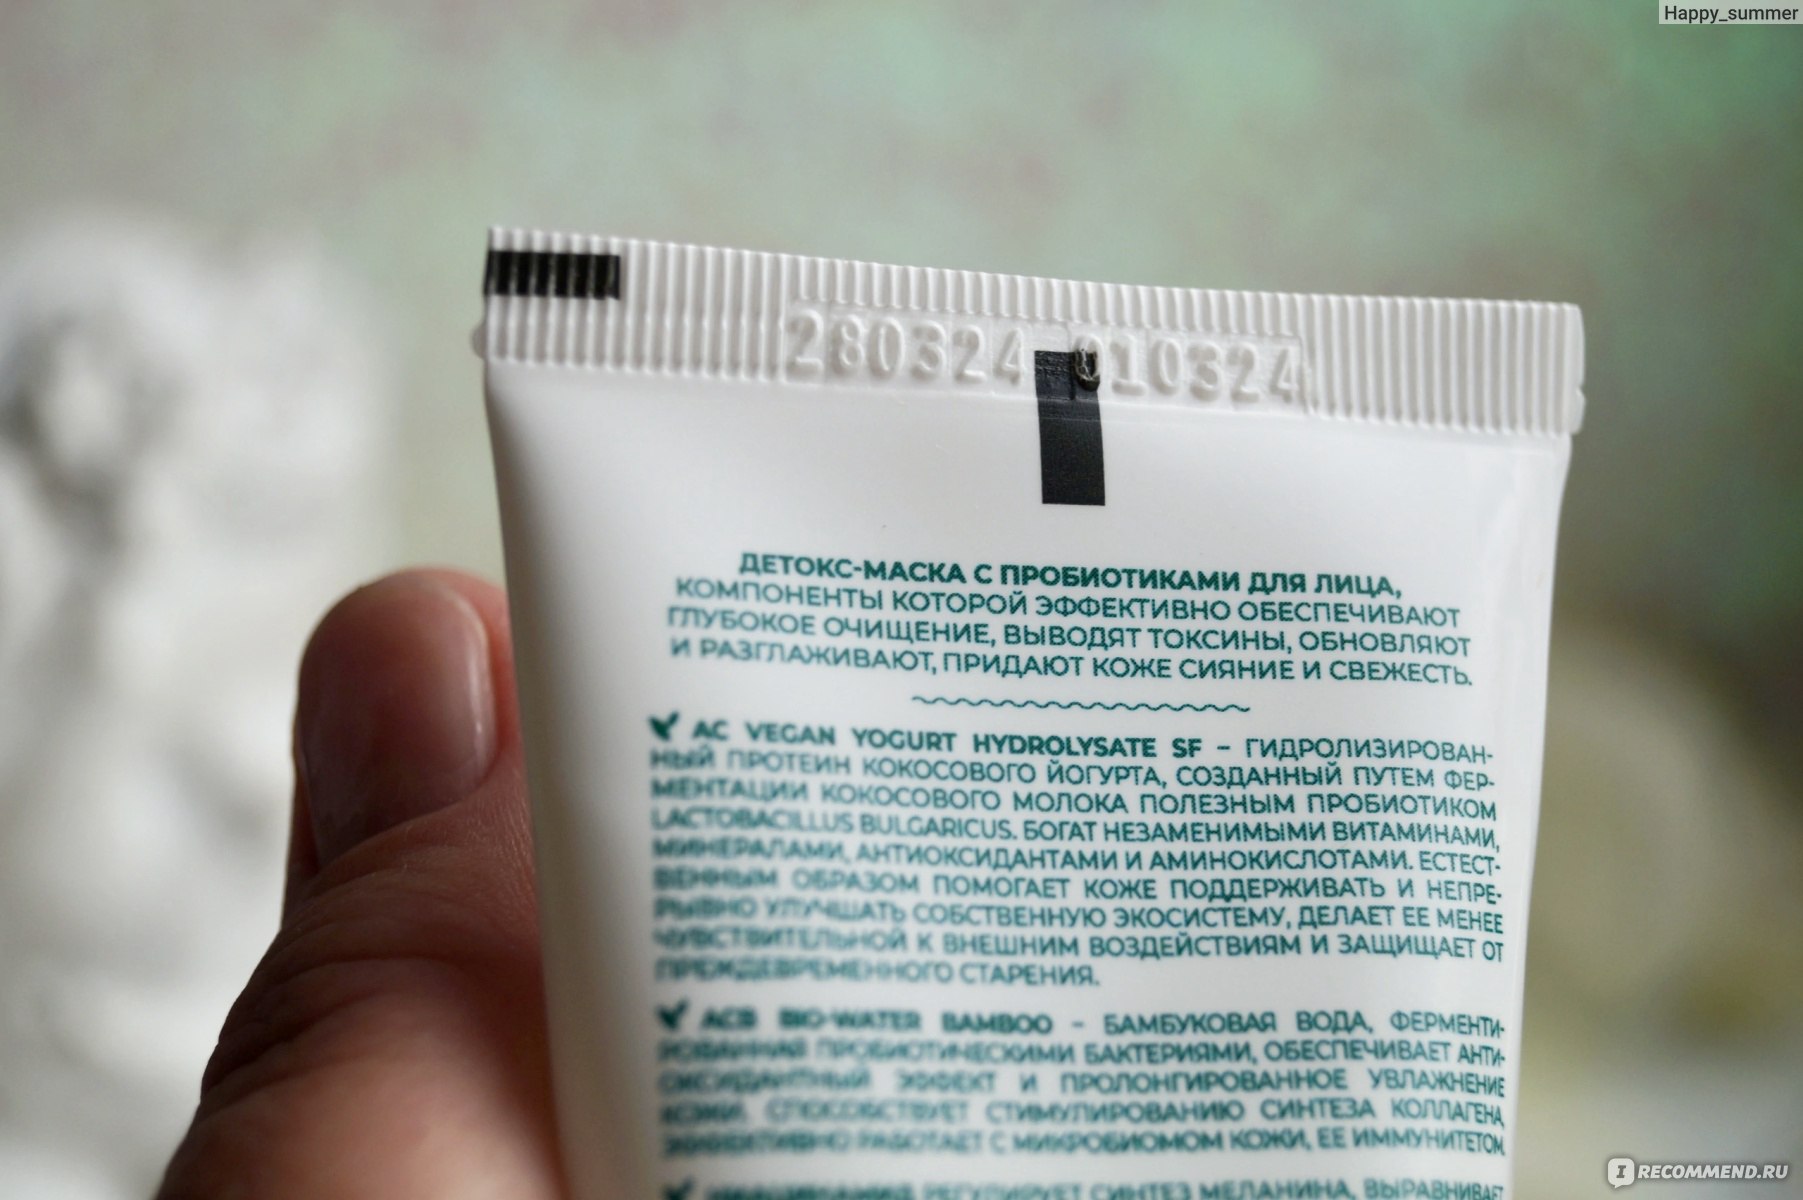 Happy_summer
280324 010324
ДЕТОКС-МАСКА С ПРОБИОТИКАМИ ДЛЯ ЛИЦА,
КОМПОНЕНТЫ КОТОРОЙ ЭФФЕКТИВНО ОБЕСПЕЧИВАЮТ
ГЛУБОКОЕ ОЧИЩЕНИЕ, ВЫВОДЯТ ТОКСИНЫ, ОБНОВЛЯЮТ
И РАЗГЛАЖИВАЮТ, ПРИДАЮТ КОЖЕ СИЯНИЕ И СВЕЖЕСТЬ.
AC VEGAN YOGURT HYDROLYSATE SF – ГИДРОЛИЗИРОВАН-
НЫЙ ПРОТЕИН КОКОСОВОГО ЙОГУРТА, СОЗДАННЫЙ ПУТЕМ ФЕР-
МЕНТАЦИИ КОКОСОВОГО МОЛОКА ПОЛЕЗНЫМ ПРОБИОТИКОМ
LACTOBACILLUS BULGARICUS. БОГАТ НЕЗАМЕНИМЫМИ ВИТАМИНАМИ,
МИНЕРАЛАМИ, АНТИОКСИДАНТАМИ И АМИНОКИСЛОТАМИ. ЕСТЕСТ-
ВЕННЫМ ОБРАЗОМ ПОМОГАЕТ КОЖЕ ПОДДЕРЖИВАТЬ И НЕПРЕ-
РЫВНО УЛУЧШАТЬ СОБСТВЕННУЮ ЭКОСИСТЕМУ, ДЕЛАЕТ ЕЕ МЕНЕЕ
ЧУВСТВИТЕЛЬНОЙ К ВНЕШНИМ ВОЗДЕЙСТВИЯМ И ЗАЩИЩАЕТ ОТ
ПРЕЖДЕВРЕМЕННОГО СТАРЕНИЯ.
ACB BIO-WATER BAMBOO – БАМБУКОВАЯ ВОДА, ФЕРМЕНТИ-
РОВАННАЯ ПРОБИОТИЧЕСКИМИ БАКТЕРИЯМИ, ОБЕСПЕЧИВАЕТ АНТИ-
ОКСИДАНТНЫЙ ЭФФЕКТ И ПРОЛОНГИРОВАННОЕ УВЛАЖНЕНИЕ
КОЖИ. СПОСОБСТВУЕТ СТИМУЛИРОВАНИЮ СИНТЕЗА КОЛЛАГЕНА,
ЭФФЕКТИВНО РАБОТАЕТ С МИКРОБИОМОМ КОЖИ, ЕЕ ИММУНИТЕТОМ.
РЕГУЛИРУЕТ СИНТЕЗ МЕЛАНИНА, ВЫРАВНИВАЕТ
IRECOMMEND.RU